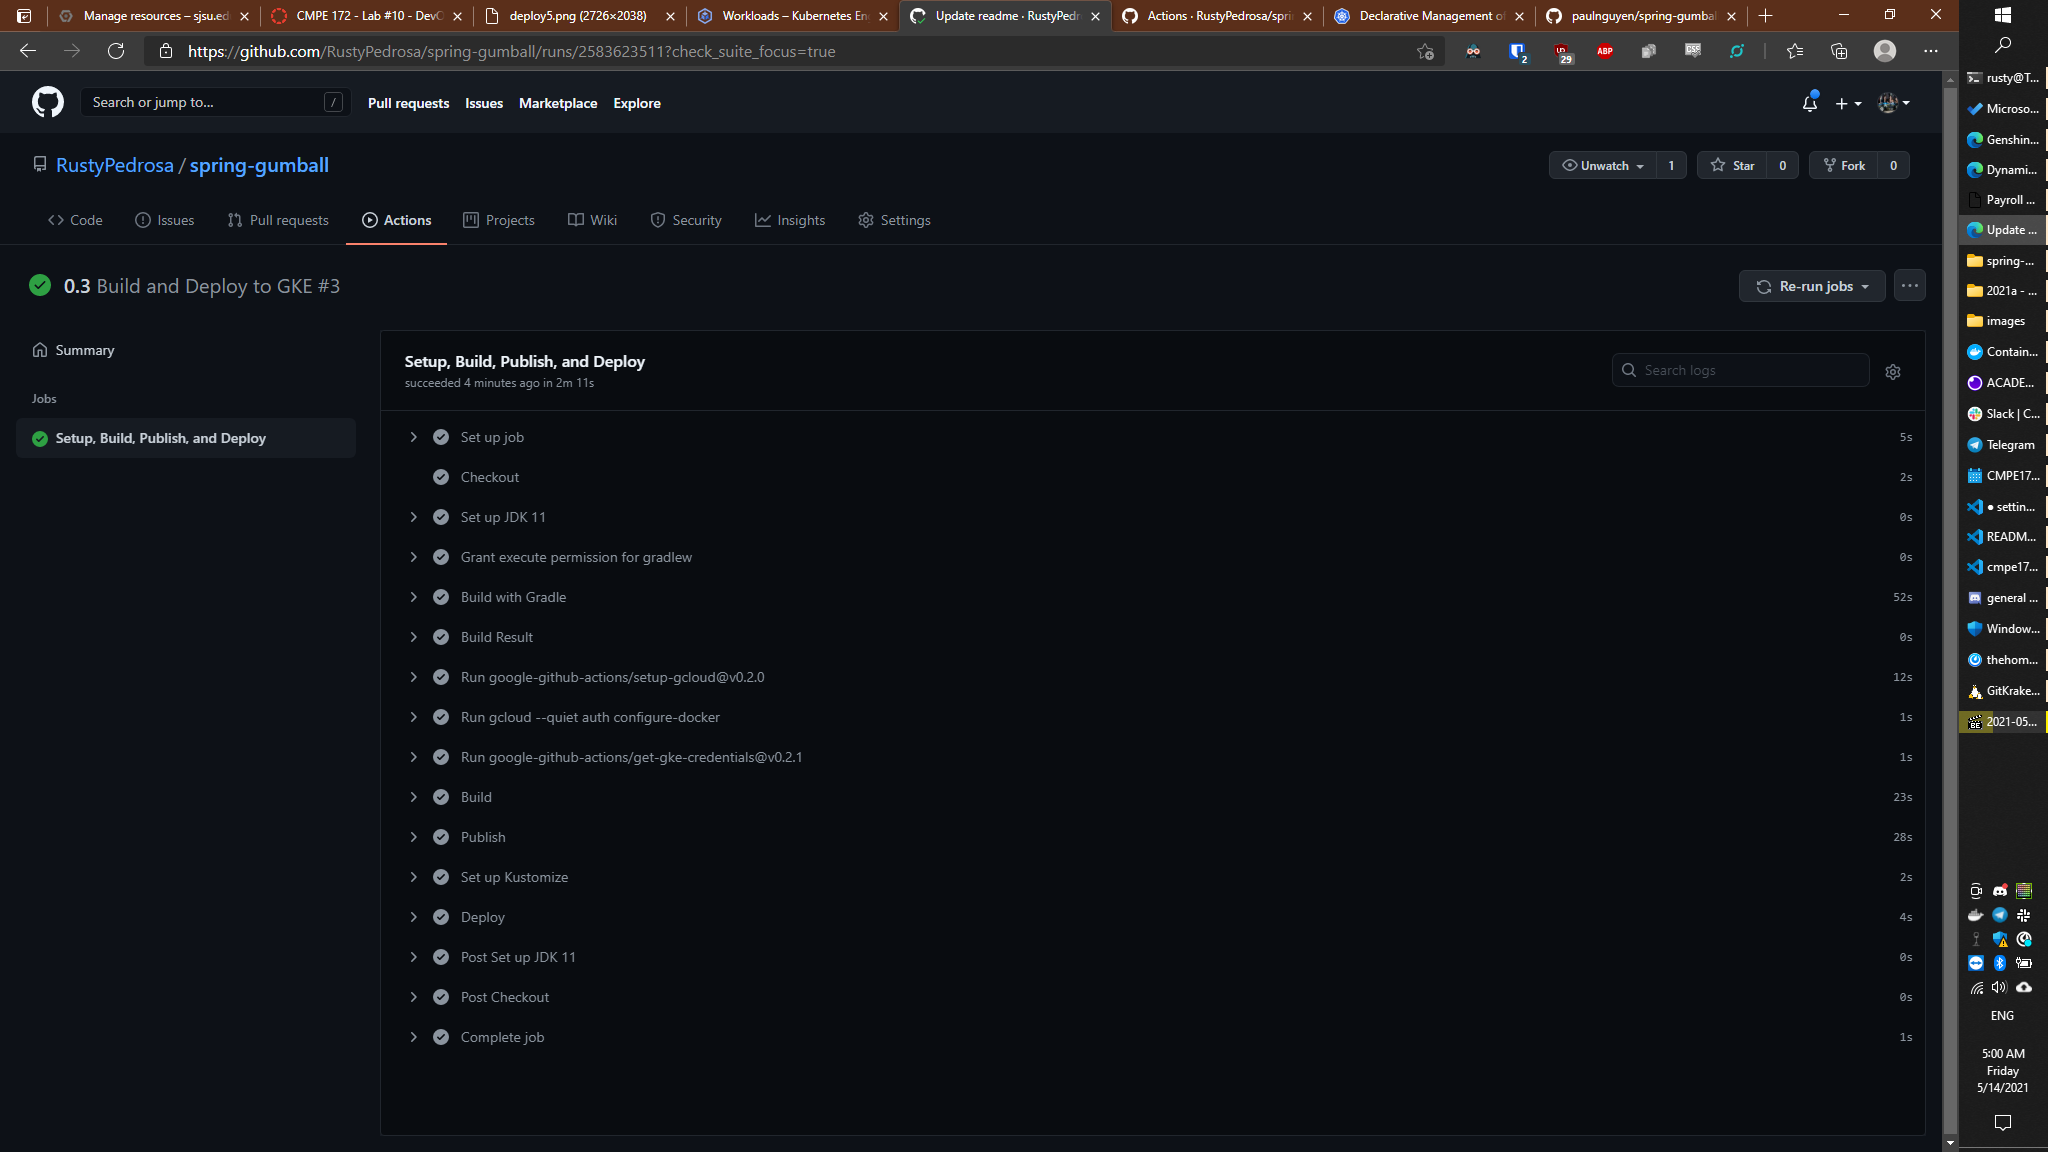 Manage resources – sjsu.ed
CMPE 172 - Lab #10 - DevO
deploy5.png (2726×2038)
Workloads – Kubernetes En
Update readme · RustyPedr
Actions · RustyPedrosa/spri
Declarative Management o
paulnguyen/spring-gumbal
https://github.com/RustyPedrosa/spring-gumball/runs/2583623511?check_suite_focus=true
2
29
ABP
Search or jump to...
/
Pull requests
Issues
Marketplace
Explore
RustyPedrosa / spring-gumball
Unwatch
1
Star
0
Fork
0
Code
Issues
Pull requests
Actions
Projects
Wiki
Security
Insights
Settings
0.3 Build and Deploy to GKE #3
Re-run jobs
Summary
Jobs
Setup, Build, Publish, and Deploy
Setup, Build, Publish, and Deploy
succeeded 4 minutes ago in 2m 11s
Search logs
Set up job 5s
Checkout 2s
Set up JDK 11 0s
Grant execute permission for gradlew 0s
Build with Gradle 52s
Build Result 0s
Run google-github-actions/setup-gcloud@v0.2.0 12s
Run gcloud --quiet auth configure-docker 1s
Run google-github-actions/get-gke-credentials@v0.2.1 1s
Build 23s
Publish 28s
Set up Kustomize 2s
Deploy 4s
Post Set up JDK 11 0s
Post Checkout 0s
Complete job 1s
rusty@T...
Microso...
Genshin...
Dynami...
Payroll ...
Update ...
spring-...
2021a - ...
images
Contain...
ACADE...
Slack | C...
Telegram
CMPE17...
● settin...
READM...
cmpe17...
general ...
Window...
thehom...
GitKrake...
2021-05...
ENG
5:00 AM
Friday
5/14/2021